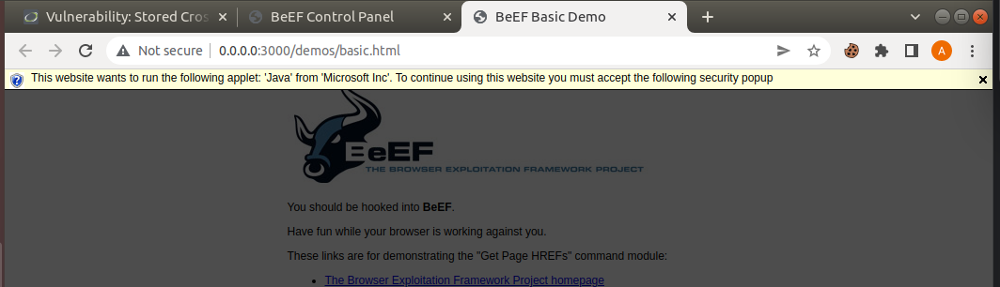 Vulnerability: Stored Cros
BeEF Control Panel
BeEF Basic Demo
Not secure
0.0.0.0:3000/demos/basic.html
A
This website wants to run the following applet: 'Java' from 'Microsoft Inc'. To continue using this website you must accept the following security popup
BeEF
THE BROWSER EXPLOITATION FRAMEWORK PROJECT
You should be hooked into BeEF.
Have fun while your browser is working against you.
These links are for demonstrating the "Get Page HREFs" command module:
The Browser Exploitation Framework Project homepage